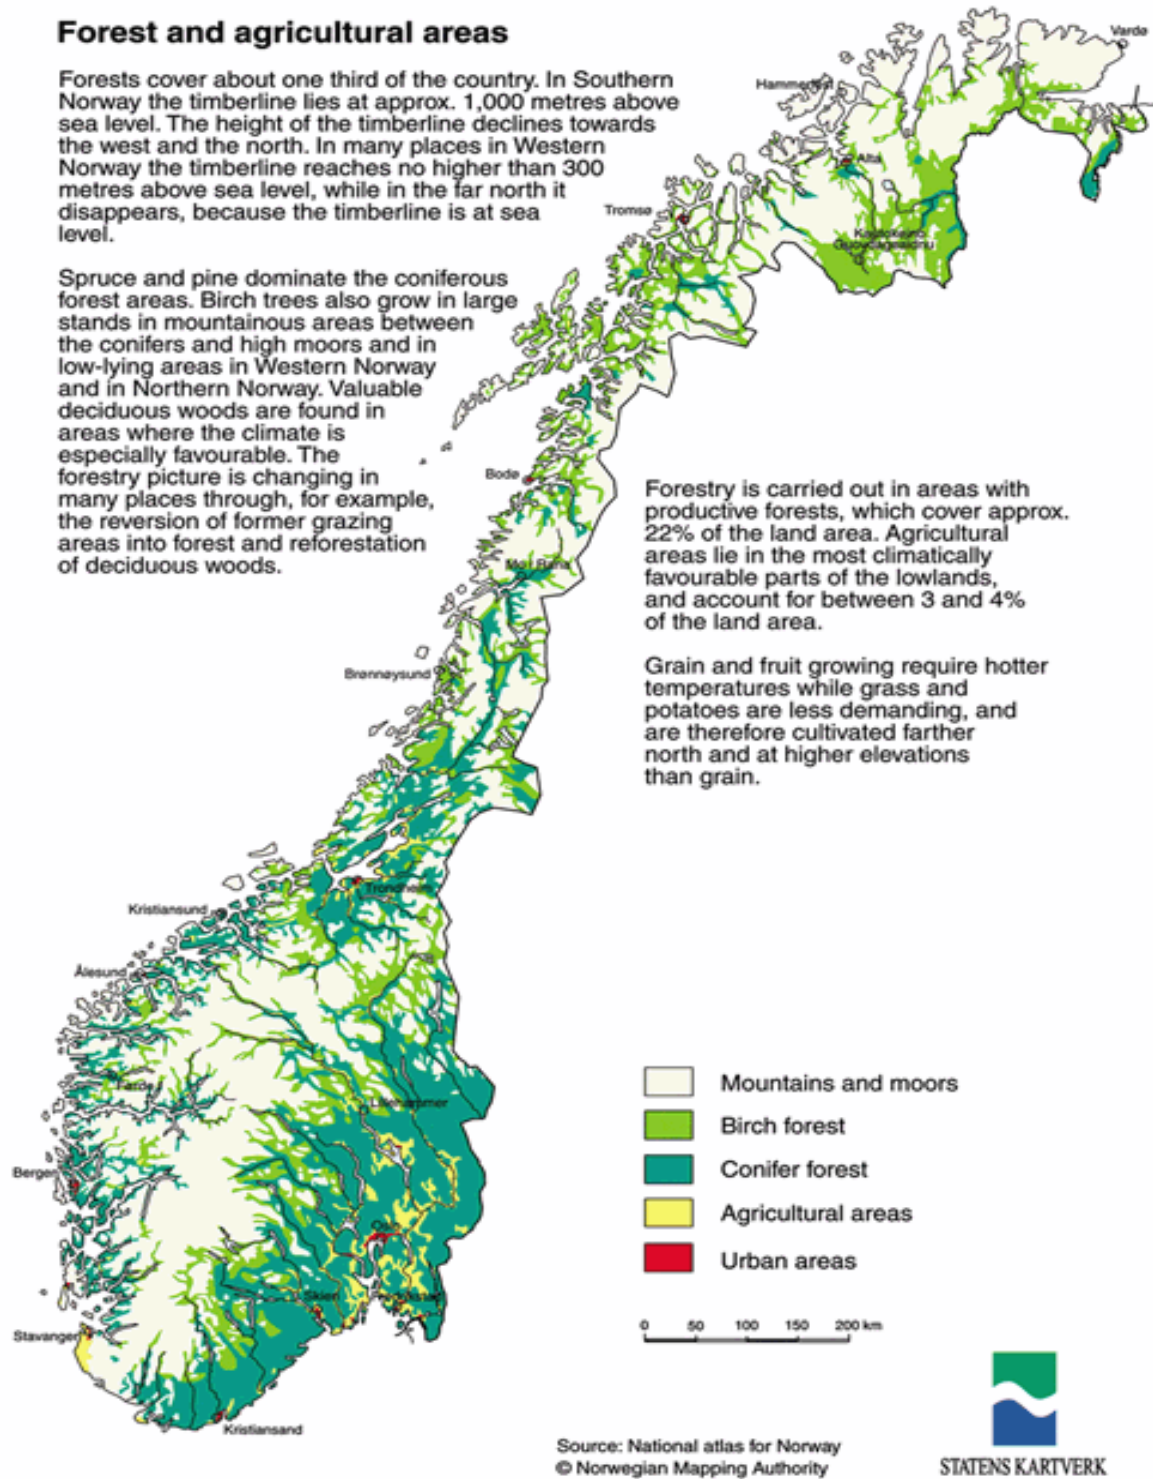 Forest and agricultural areas
Forests cover about one third of the country. In Southern
Norway the timberline lies at approx. 1,000 metres above
sea level. The height of the timberline declines towards
the west and the north. In many places in Western
Norway the timberline reaches no higher than 300
metres above sea level, while in the far north it
disappears, because the timberline is at sea
level.
Spruce and pine dominate the coniferous
forest areas. Birch trees also grow in large
stands in mountainous areas between
the conifers and high moors and in
low-lying areas in Western Norway
and in Northern Norway. Valuable
deciduous woods are found in
areas where the climate is
especially favourable. The
forestry picture is changing in
many places through, for example,
the reversion of former grazing
areas into forest and reforestation
of deciduous woods.
Vardø
Hammerfest
Alta
Tromsø
Kautokeino
Guovdageaidnu
Bodø
Mo i Rana
Brønnøysund
Trondheim
Kristiansund
Ålesund
Førde
Lillehammer
Bergen
Oslo
Skien
Fredrikstad
Stavanger
Kristiansand
Forestry is carried out in areas with
productive forests, which cover approx.
22% of the land area. Agricultural
areas lie in the most climatically
favourable parts of the lowlands,
and account for between 3 and 4%
of the land area.
Grain and fruit growing require hotter
temperatures while grass and
potatoes are less demanding, and
are therefore cultivated farther
north and at higher elevations
than grain.
Mountains and moors
Birch forest
Conifer forest
Agricultural areas
Urban areas
0 50 100 150 200 km
Source: National atlas for Norway
© Norwegian Mapping Authority
STATENS KARTVERK